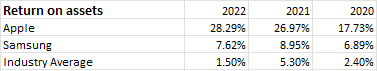 Return on assets 2022 2021 2020
Apple 28.29% 26.97% 17.73%
Samsung 7.62% 8.95% 6.89%
Industry Average 1.50% 5.30% 2.40%